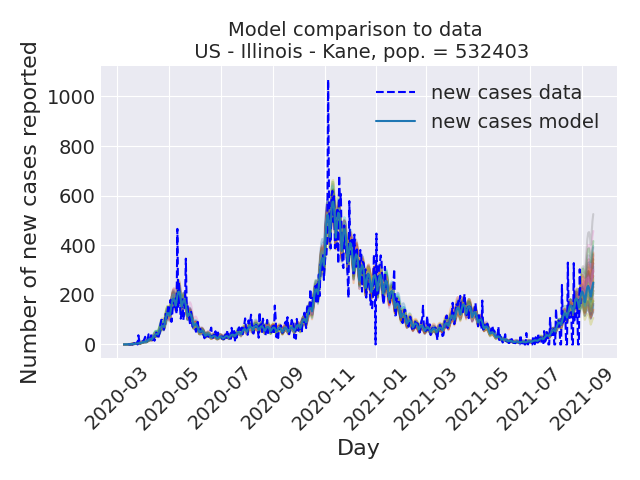 Model comparison to data
US - Illinois - Kane, pop. = 532403
Number of new cases reported
1000
800
600
400
200
0
new cases data
new cases model
2020-03
2020-05
2020-07
2020-09
2020-11
2021-01
2021-03
2021-05
2021-07
2021-09
Day